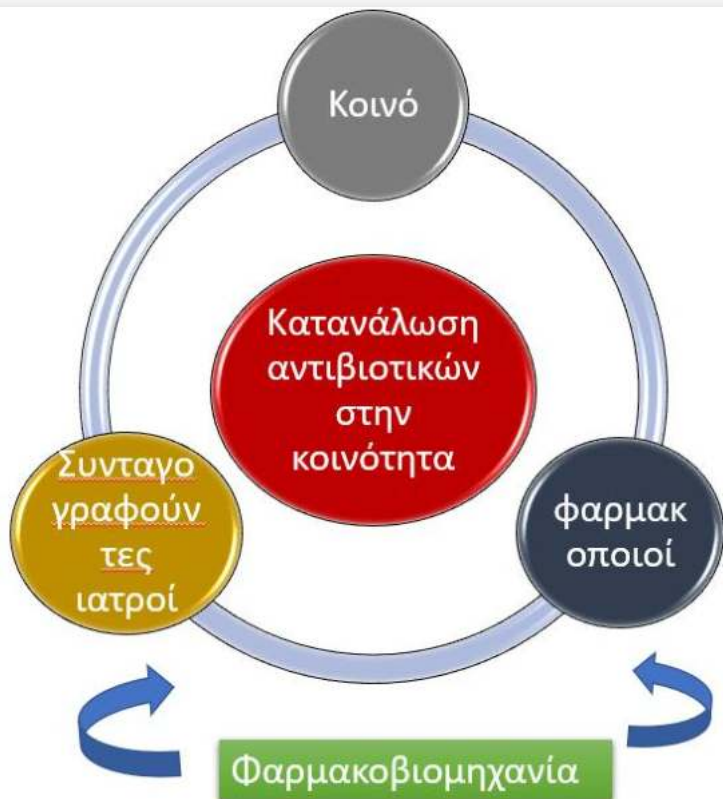 Κοινό
Κατανάλωση
αντιβιοτικών
στην
κοινότητα
Συνταγο
γραφούν
τες
ιατροί
φαρμακ
οποιοί
Φαρμακοβιομηχανία